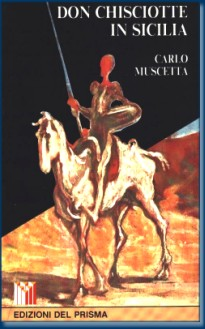 DON CHISCIOTTE
IN SICILIA
CARLO
MUSCETTA
EDIZIONI DEL PRISMA